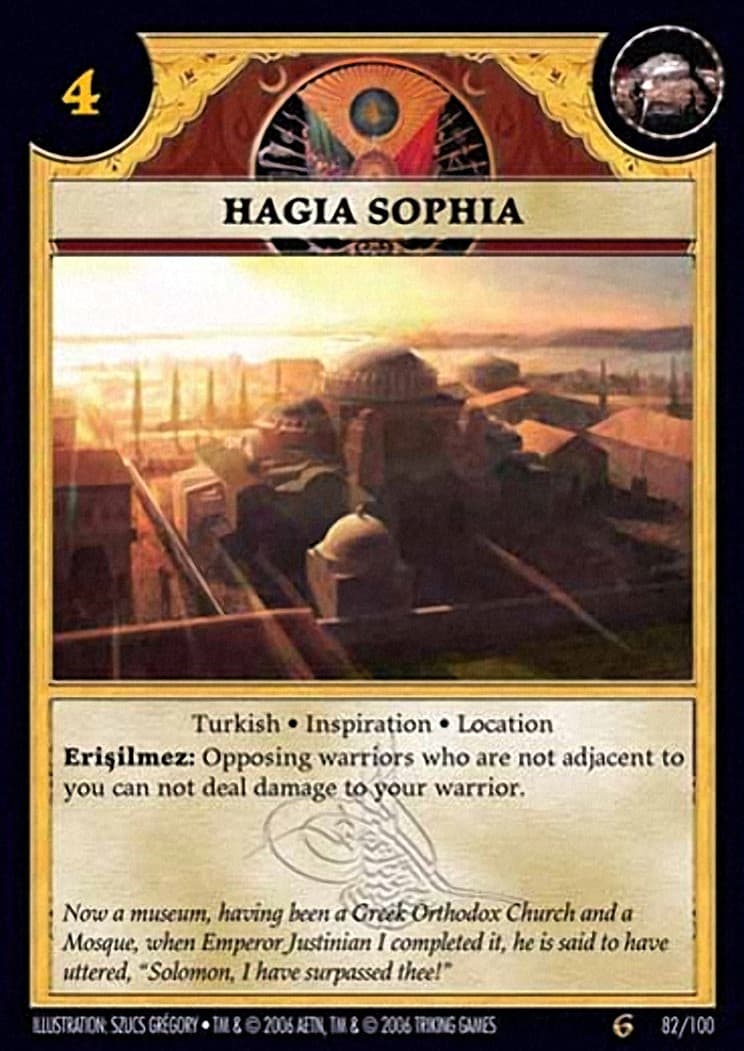 4
HAGIA SOPHIA
Turkish • Inspiration • Location
Erişilmez: Opposing warriors who are not adjacent to
you can not deal damage to your warrior.
Now a museum, having been a Greek Orthodox Church and a
Mosque, when Emperor Justinian I completed it, he is said to have
uttered, “Solomon, I have surpassed thee!”
ILLUSTRATION: SZUCS GRÉGORY • TM & © 2006 AETN, TM & © 2006 TRIKING GAMES
6 82/100